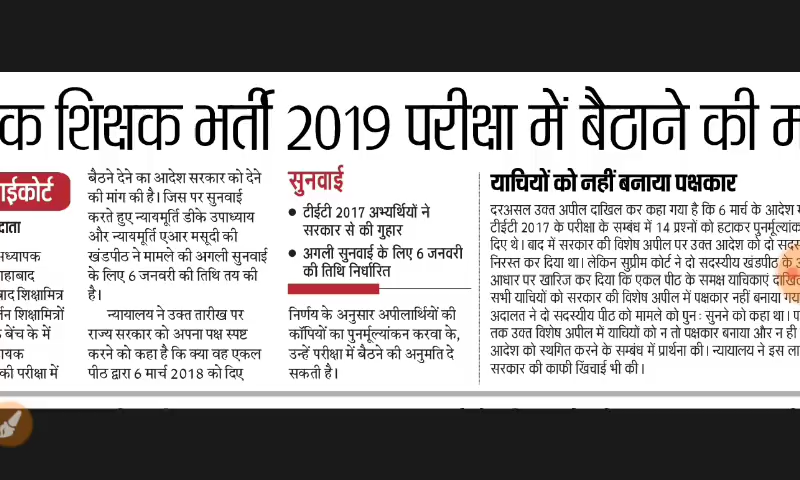 क शिक्षक भर्ती 2019 परीक्षा में बैठाने की म
ाईकोर्ट
दाता
मध्यापक
ाहाबाद
बाद शिक्षामित्र
र्जन शिक्षामित्रों
बेंच के में
ायक
की परीक्षा में
बैठने देने का आदेश सरकार को देने
की मांग की है। जिस पर सुनवाई
करते हुए न्यायमूर्ति डीके उपाध्याय
और न्यायमूर्ति एआर मसूदी की
खंडपीठ ने मामले की अगली सुनवाई
के लिए 6 जनवरी की तिथि तय की
है।
न्यायालय ने उक्त तारीख पर
राज्य सरकार को अपना पक्ष स्पष्ट
करने को कहा है कि क्या वह एकल
पीठ द्वारा 6 मार्च 2018 को दिए
सुनवाई
● टीईटी 2017 अभ्यर्थियों ने
सरकार से की गुहार
● अगली सुनवाई के लिए 6 जनवरी
की तिथि निर्धारित
निर्णय के अनुसार अपीलार्थियों की
कॉपियों का पुनर्मूल्यांकन करवा के,
उन्हें परीक्षा में बैठने की अनुमति दे
सकती है।
याचियों को नहीं बनाया पक्षकार
दरअसल उक्त अपील दाखिल कर कहा गया है कि 6 मार्च के आदेश म
टीईटी 2017 के परीक्षा के सम्बंध में 14 प्रश्नों को हटाकर पुनर्मूल्यांक
दिए थे। बाद में सरकार की विशेष अपील पर उक्त आदेश को दो सदस
निरस्त कर दिया था। लेकिन सुप्रीम कोर्ट ने दो सदस्यीय खंडपीठ के अ
आधार पर खारिज कर दिया कि एकल पीठ के समक्ष याचिकाएं दाखि
सभी याचियों को सरकार की विशेष अपील में पक्षकार नहीं बनाया ग
अदालत ने दो सदस्यीय पीठ को मामले को पुन: सुनने को कहा था। प
तक उक्त विशेष अपील में याचियों को न तो पक्षकार बनाया और न ही
आदेश को स्थगित करने के सम्बंध में प्रार्थना की। न्यायालय ने इस ला
सरकार की काफी खिंचाई भी की।